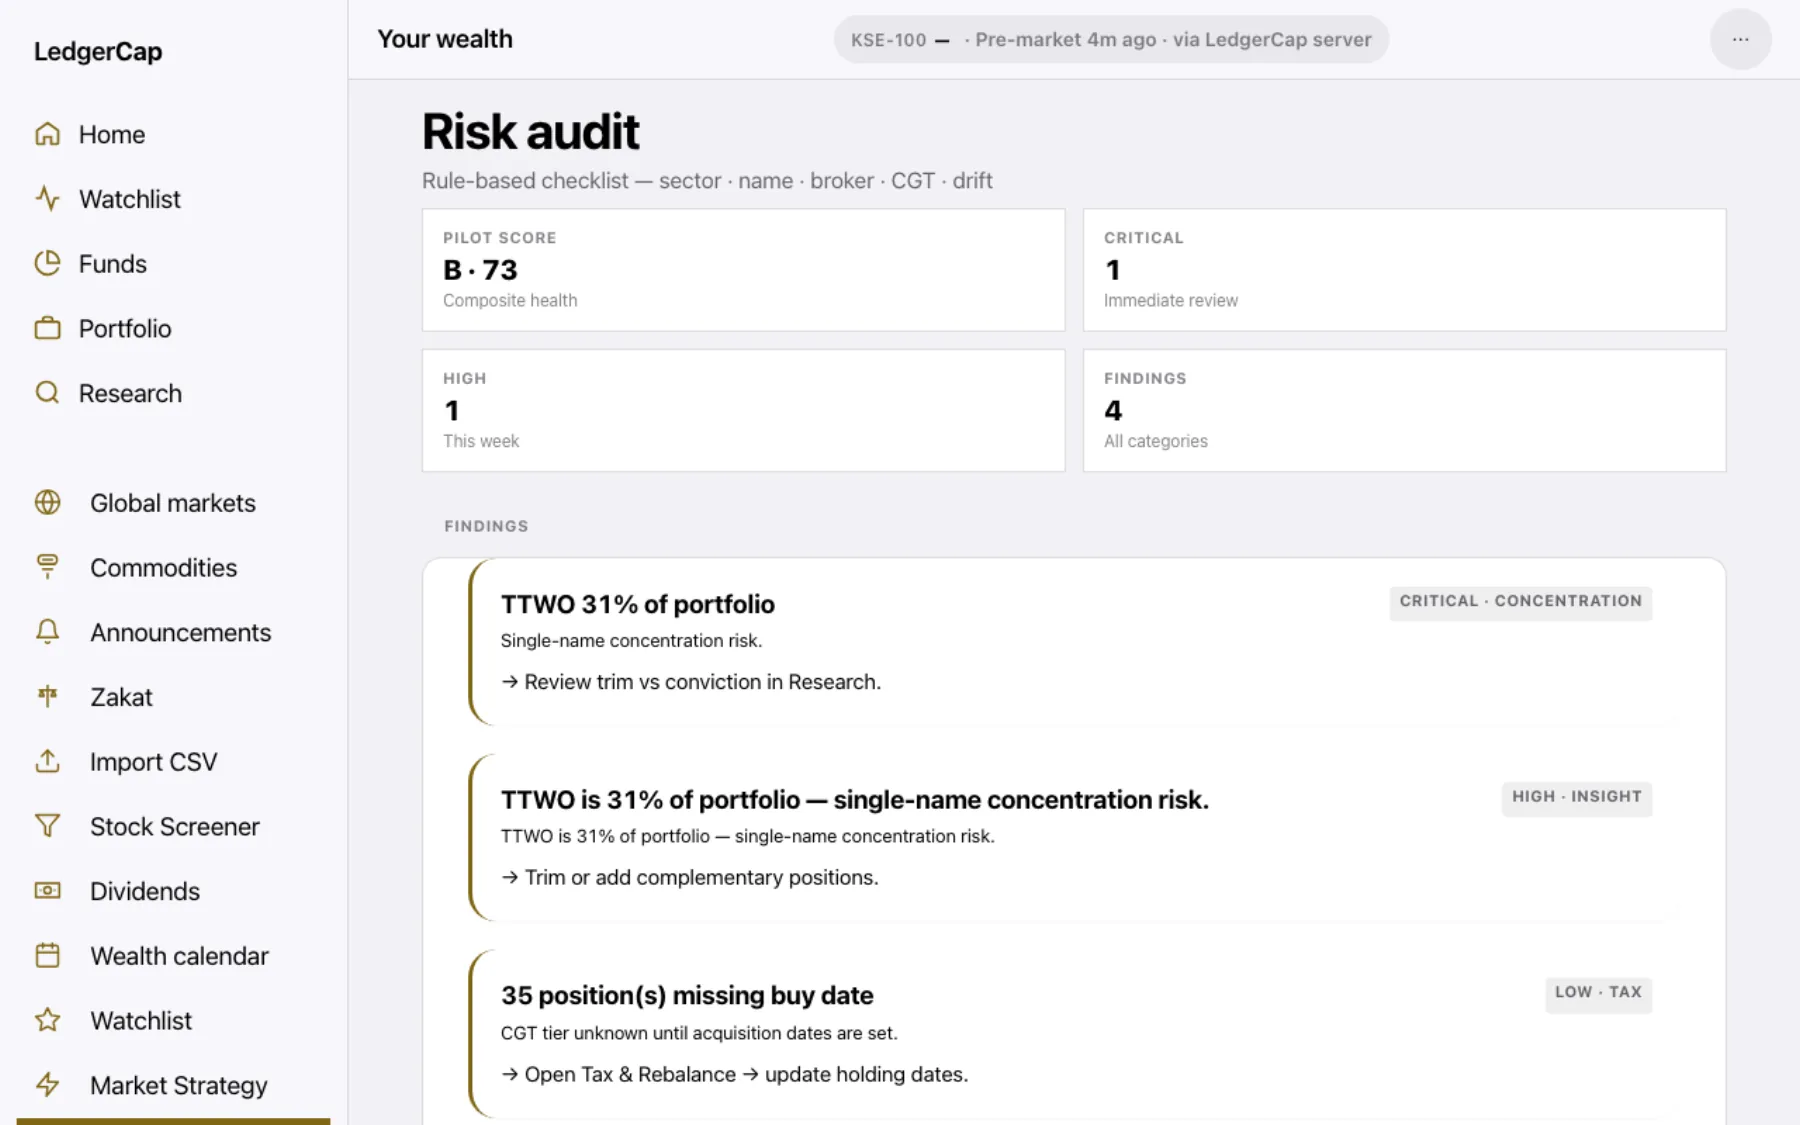 LedgerCap
Home
Watchlist
Funds
Portfolio
Research
Global markets
Commodities
Announcements
Zakat
Import CSV
Stock Screener
Dividends
Wealth calendar
Watchlist
Market Strategy
Your wealth
KSE-100 — · Pre-market 4m ago · via LedgerCap server
...
Risk audit
Rule-based checklist — sector · name · broker · CGT · drift
PILOT SCORE
B · 73
Composite health
CRITICAL
1
Immediate review
HIGH
1
This week
FINDINGS
4
All categories
FINDINGS
TTWO 31% of portfolio
CRITICAL · CONCENTRATION
Single-name concentration risk.
→ Review trim vs conviction in Research.
TTWO is 31% of portfolio — single-name concentration risk.
HIGH · INSIGHT
TTWO is 31% of portfolio — single-name concentration risk.
→ Trim or add complementary positions.
35 position(s) missing buy date
LOW · TAX
CGT tier unknown until acquisition dates are set.
→ Open Tax & Rebalance → update holding dates.